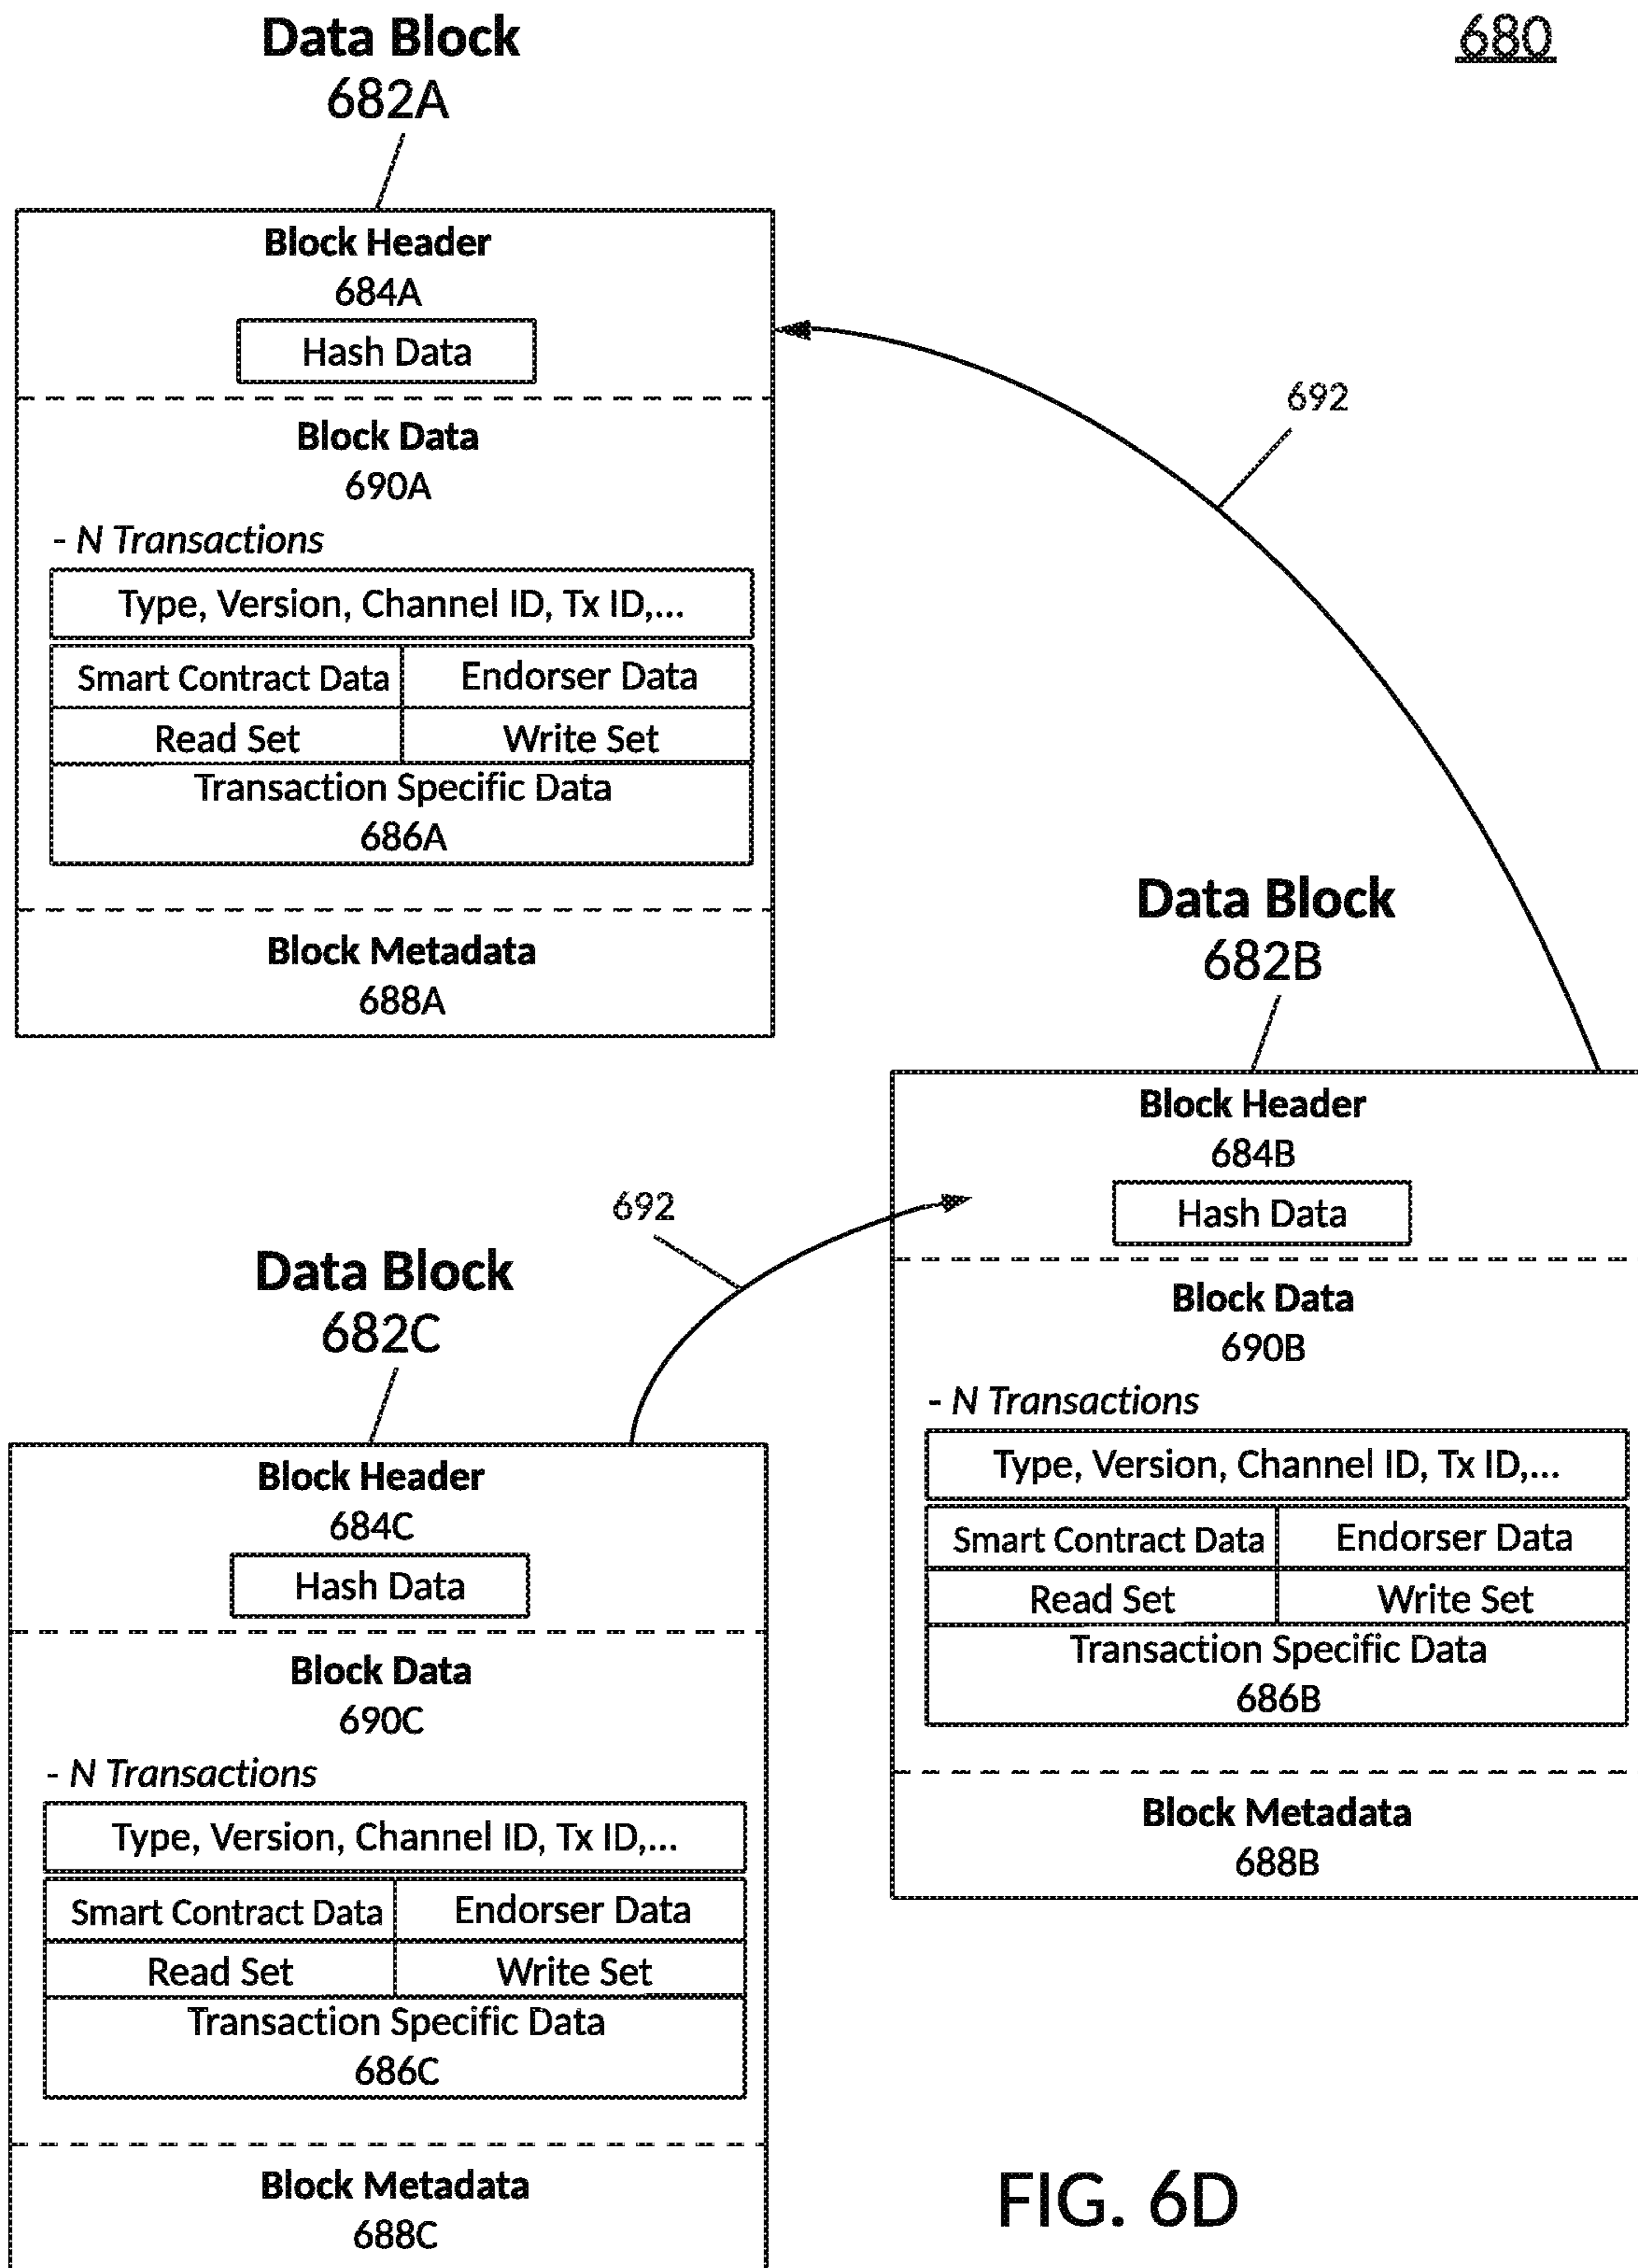 680
Data Block
682A
Block Header
684A
Hash Data
Block Data
690A
- N Transactions
Type, Version, Channel ID, Tx ID,...
Smart Contract Data Endorser Data
Read Set Write Set
Transaction Specific Data
686A
Block Metadata
688A
692
Data Block
682B
Block Header
684B
Hash Data
Block Data
690B
- N Transactions
Type, Version, Channel ID, Tx ID,...
Smart Contract Data Endorser Data
Read Set Write Set
Transaction Specific Data
686B
Block Metadata
688B
692
Data Block
682C
Block Header
684C
Hash Data
Block Data
690C
- N Transactions
Type, Version, Channel ID, Tx ID,...
Smart Contract Data Endorser Data
Read Set Write Set
Transaction Specific Data
686C
Block Metadata
688C
FIG. 6D